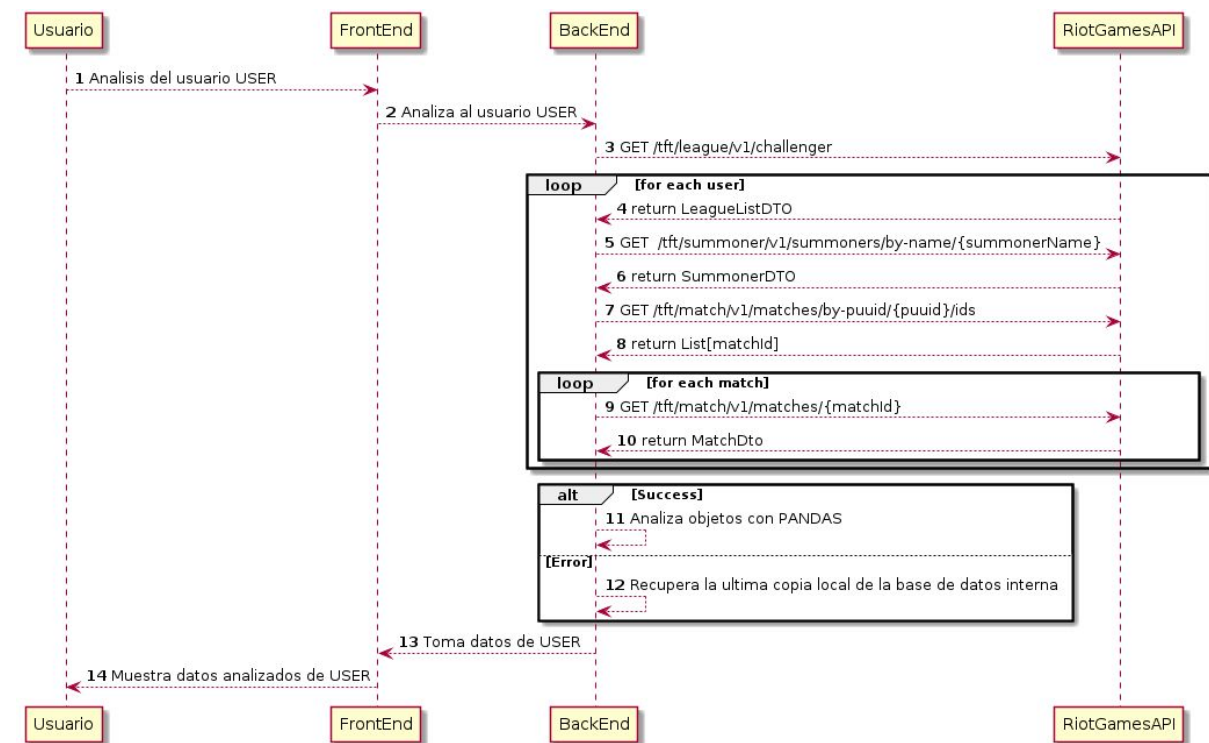 Usuario FrontEnd BackEnd RiotGamesAPI
1 Analisis del usuario USER
2 Analiza al usuario USER
3 GET /tft/league/v1/challenger
loop [for each user]
4 return LeagueListDTO
5 GET /tft/summoner/v1/summoners/by-name/{summonerName}
6 return SummonerDTO
7 GET /tft/match/v1/matches/by-puuid/{puuid}/ids
8 return List[matchId]
loop [for each match]
9 GET /tft/match/v1/matches/{matchId}
10 return MatchDto
alt [Success]
11 Analiza objetos con PANDAS
[Error]
12 Recupera la ultima copia local de la base de datos interna
13 Toma datos de USER
14 Muestra datos analizados de USER
Usuario FrontEnd BackEnd RiotGamesAPI